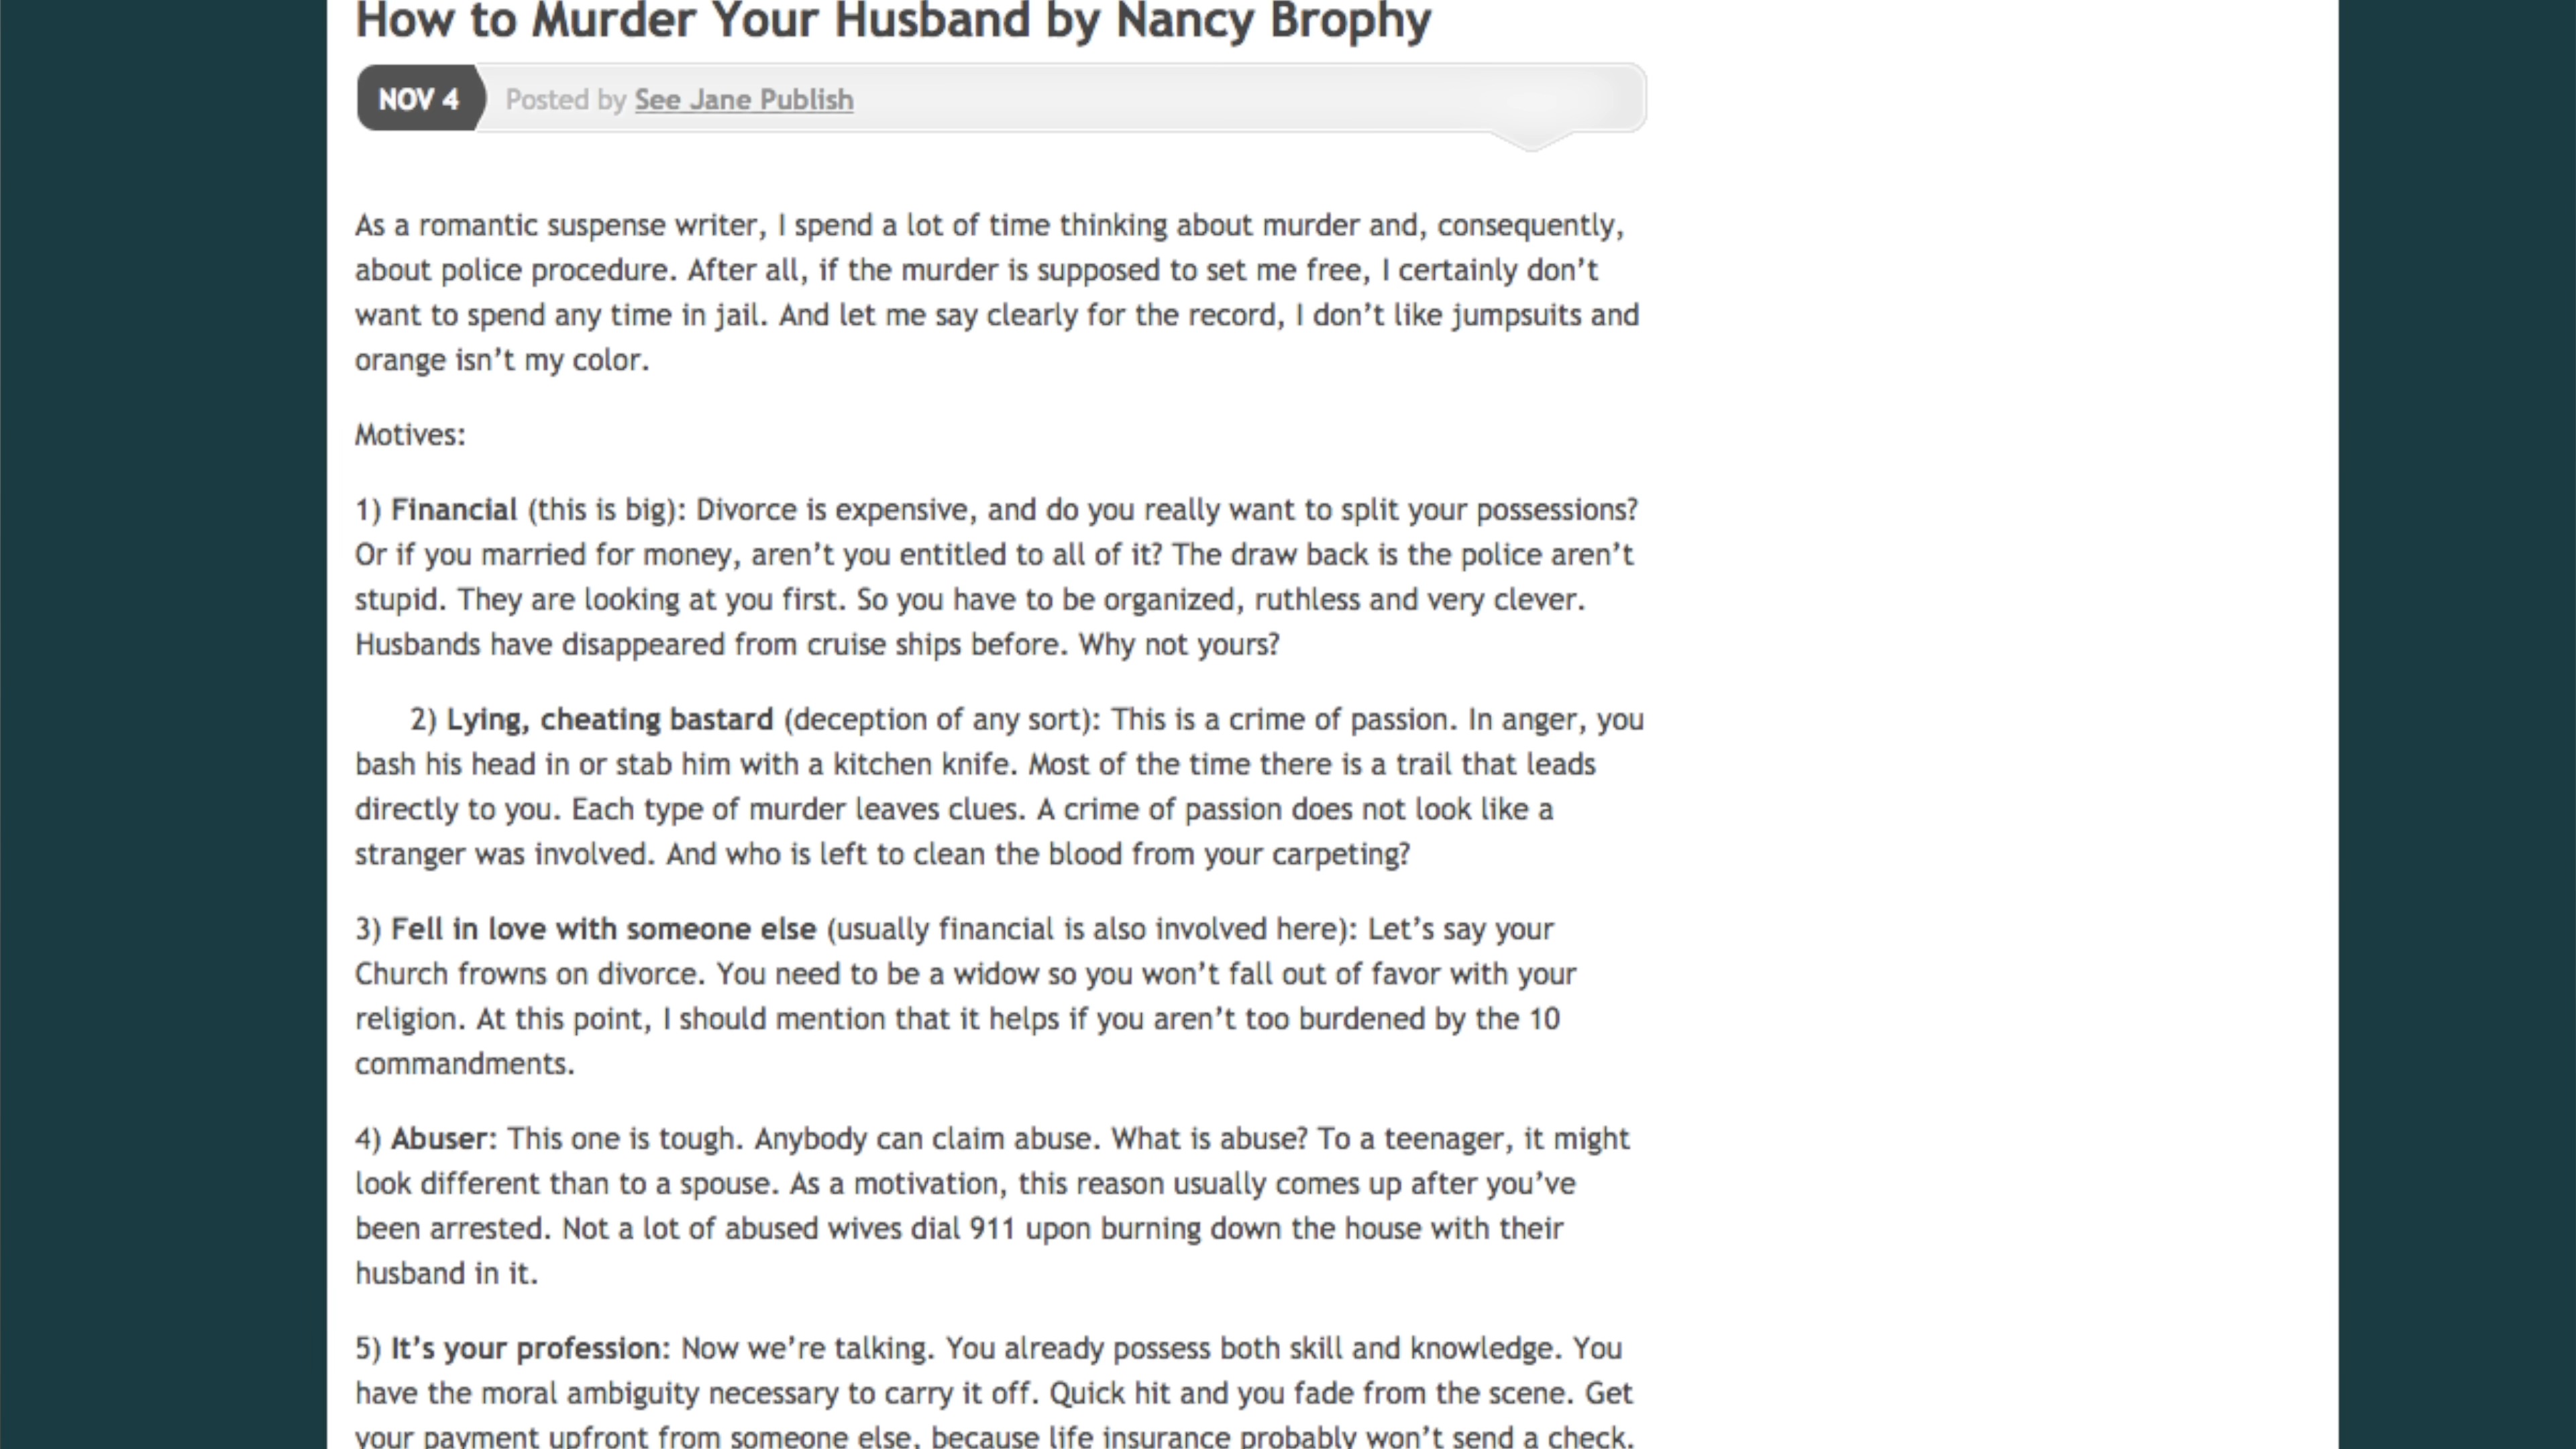 How to Murder Your Husband by Nancy Brophy
NOV 4 Posted by See Jane Publish
As a romantic suspense writer, I spend a lot of time thinking about murder and, consequently,
about police procedure. After all, if the murder is supposed to set me free, I certainly don’t
want to spend any time in jail. And let me say clearly for the record, I don’t like jumpsuits and
orange isn’t my color.
Motives:
1) Financial (this is big): Divorce is expensive, and do you really want to split your possessions?
Or if you married for money, aren’t you entitled to all of it? The draw back is the police aren’t
stupid. They are looking at you first. So you have to be organized, ruthless and very clever.
Husbands have disappeared from cruise ships before. Why not yours?
2) Lying, cheating bastard (deception of any sort): This is a crime of passion. In anger, you
bash his head in or stab him with a kitchen knife. Most of the time there is a trail that leads
directly to you. Each type of murder leaves clues. A crime of passion does not look like a
stranger was involved. And who is left to clean the blood from your carpeting?
3) Fell in love with someone else (usually financial is also involved here): Let’s say your
Church frowns on divorce. You need to be a widow so you won’t fall out of favor with your
religion. At this point, I should mention that it helps if you aren’t too burdened by the 10
commandments.
4) Abuser: This one is tough. Anybody can claim abuse. What is abuse? To a teenager, it might
look different than to a spouse. As a motivation, this reason usually comes up after you’ve
been arrested. Not a lot of abused wives dial 911 upon burning down the house with their
husband in it.
5) It’s your profession: Now we’re talking. You already possess both skill and knowledge. You
have the moral ambiguity necessary to carry it off. Quick hit and you fade from the scene. Get
your payment upfront from someone else, because life insurance probably won’t send a check.